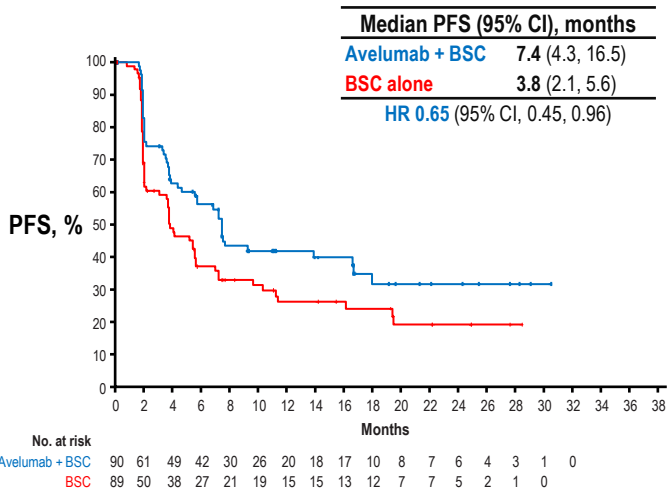 Median PFS (95% CI), months
Avelumab + BSC 7.4 (4.3, 16.5)
BSC alone 3.8 (2.1, 5.6)
HR 0.65 (95% CI, 0.45, 0.96)
100
90
80
70
60
50
40
30
20
10
0
PFS, %
0 2 4 6 8 10 12 14 16 18 20 22 24 26 28 30 32 34 36 38
Months
No. at risk
Avelumab + BSC 90 61 49 42 30 26 20 18 17 10 8 7 7 6 4 3 1 0
BSC 89 50 38 27 21 19 15 15 13 12 7 7 5 2 1 0